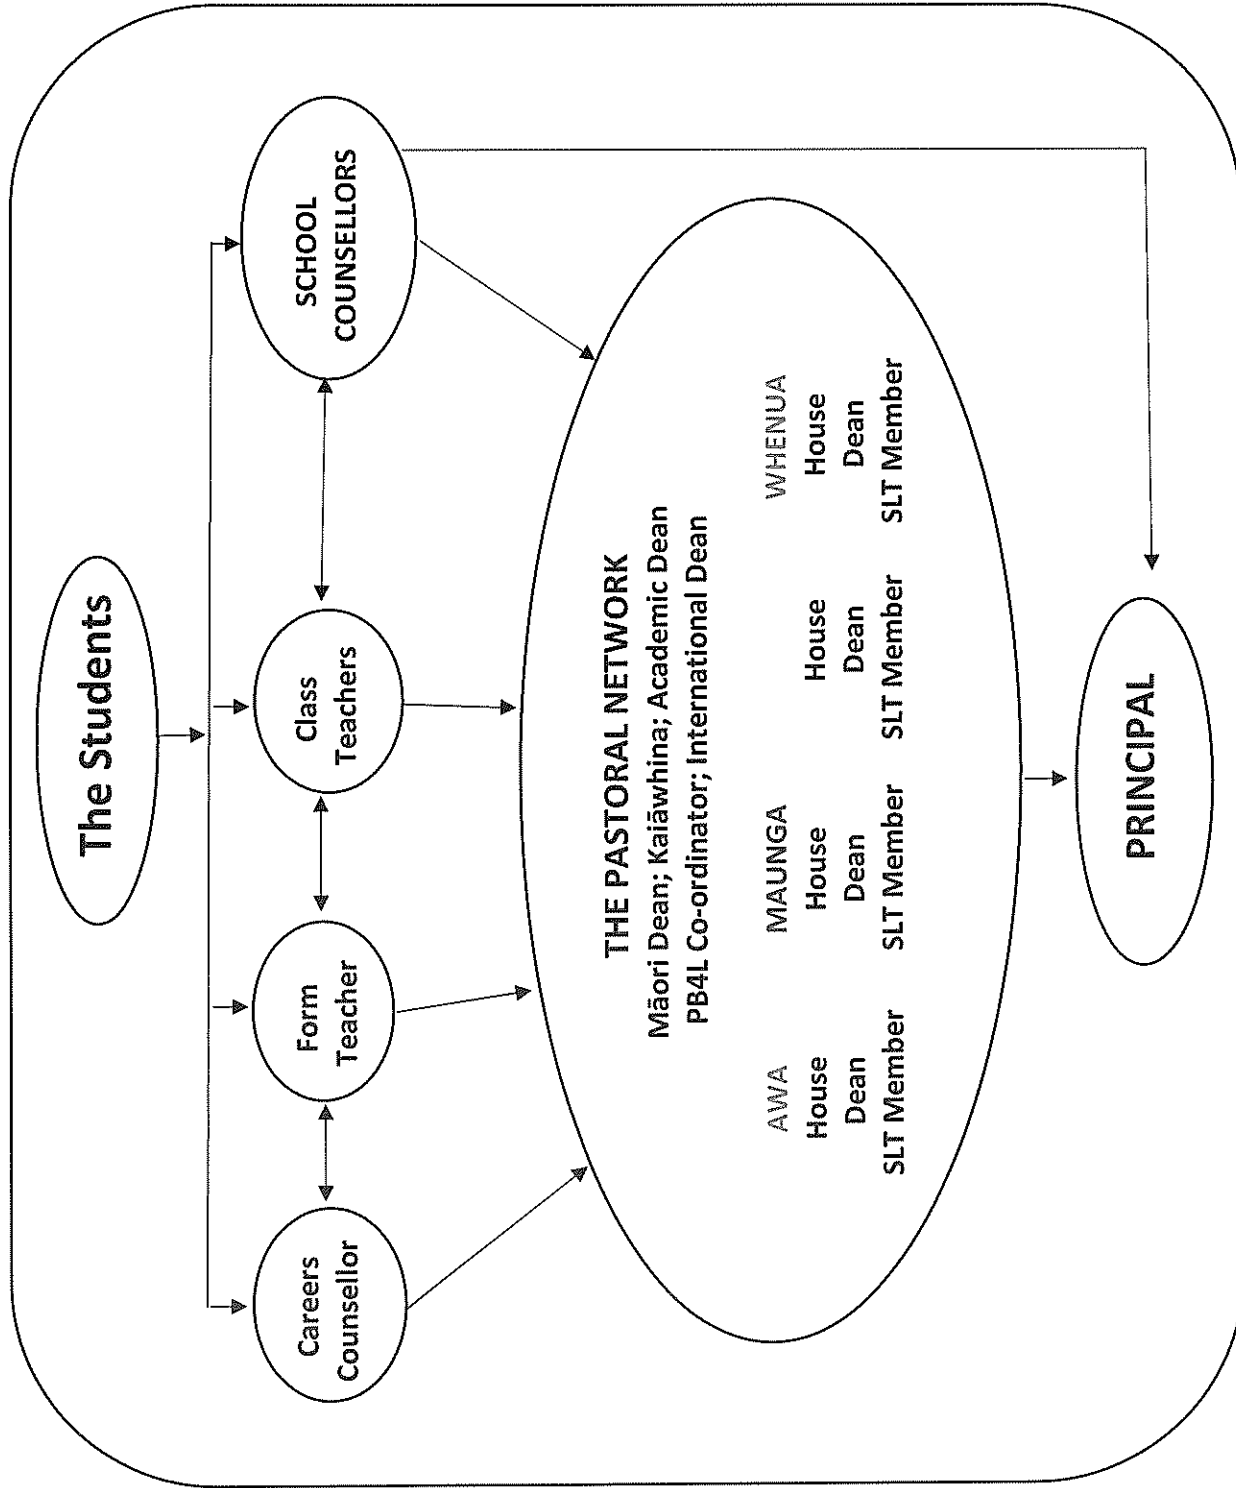 The Students
Careers
Counsellor
Form
Teacher
Class
Teachers
SCHOOL
COUNSELLORS
THE PASTORAL NETWORK
Māori Dean; Kaiāwhina; Academic Dean
PB4L Co-ordinator; International Dean
AWA
House
Dean
SLT Member
MAUNGA
House
Dean
SLT Member
House
Dean
SLT Member
WHENUA
House
Dean
SLT Member
PRINCIPAL